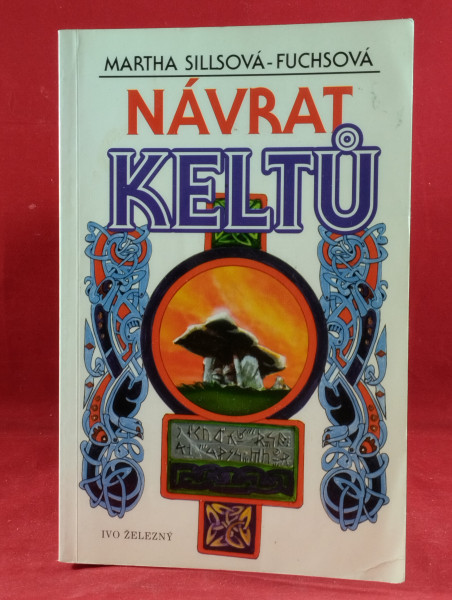 MARTHA SILLSOVÁ-FUCHSOVÁ
NÁVRAT
KELTŮ
IVO ŽELEZNÝ